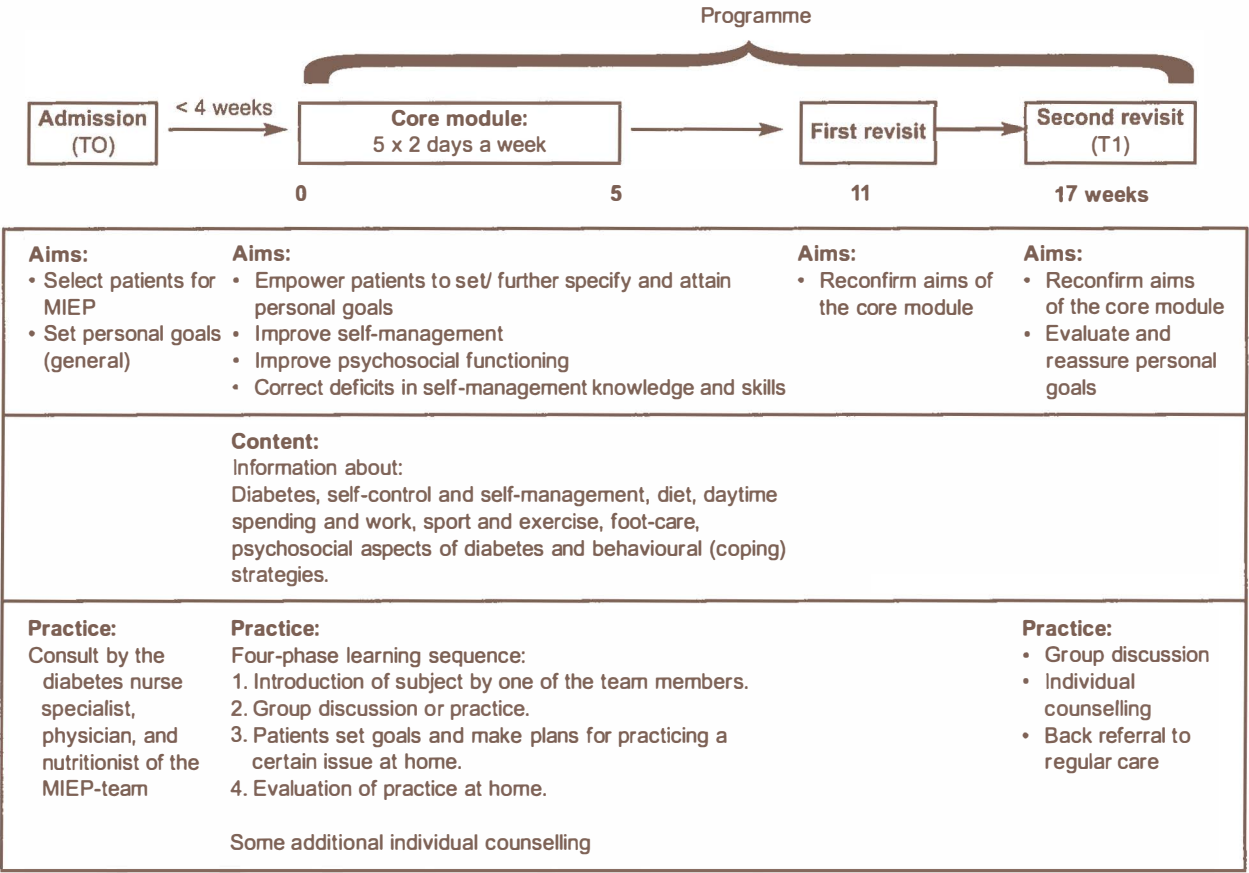 Programme
Admission
(TO)
< 4 weeks
Core module:
5 x 2 days a week
First revisit
Second revisit
(T1)
0
5
11
17 weeks
Aims:
• Select patients for
MIEP
• Set personal goals
(general)
Aims:
• Empower patients to set/ further specify and attain
personal goals
• Improve self-management
• Improve psychosocial functioning
• Correct deficits in self-management knowledge and skills
Aims:
• Reconfirm aims of
the core module
Aims:
• Reconfirm aims
of the core module
• Evaluate and
reassure personal
goals
Content:
Information about:
Diabetes, self-control and self-management, diet, daytime
spending and work, sport and exercise, foot-care,
psychosocial aspects of diabetes and behavioural (coping)
strategies.
Practice:
Consult by the
diabetes nurse
specialist,
physician, and
nutritionist of the
MIEP-team
Practice:
Four-phase learning sequence:
1. Introduction of subject by one of the team members.
2. Group discussion or practice.
3. Patients set goals and make plans for practicing a
certain issue at home.
4. Evaluation of practice at home.
Some additional individual counselling
Practice:
• Group discussion
• Individual
counselling
• Back referral to
regular care